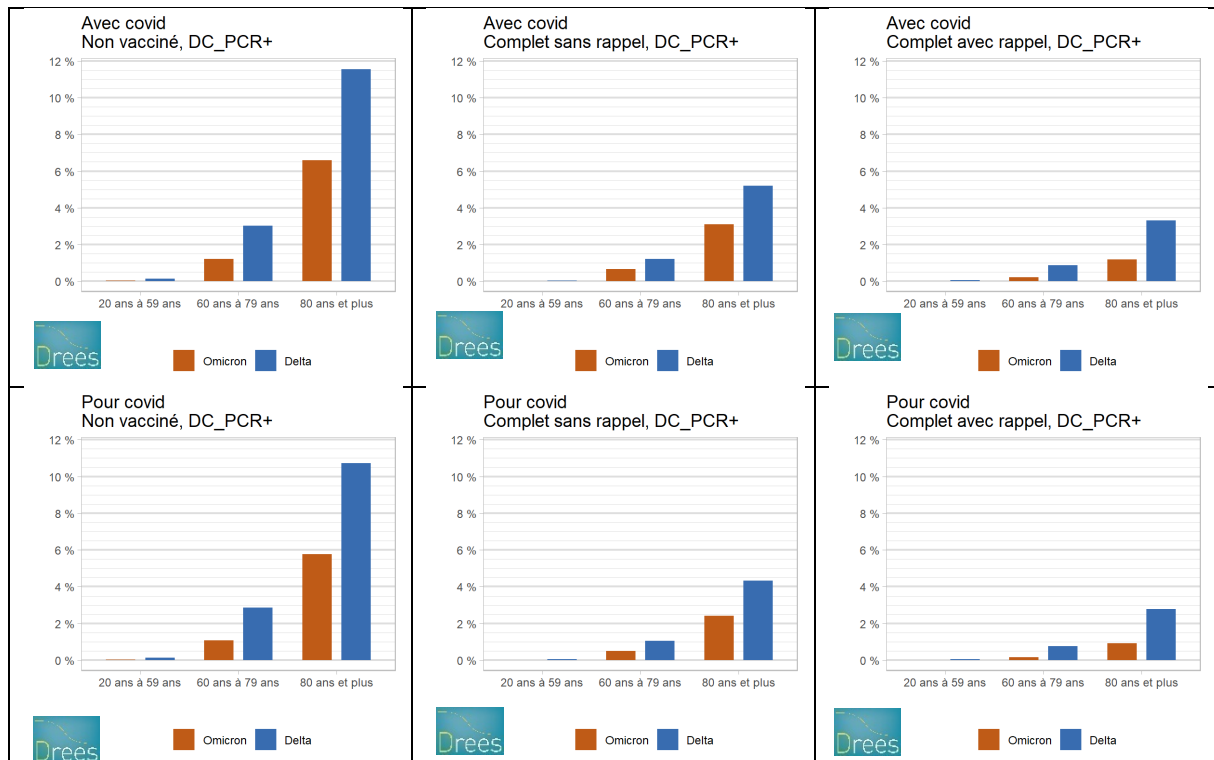 Avec covid
Non vacciné, DC_PCR+
12 %
10 %
8 %
6 %
4 %
2 %
0 %
20 ans à 59 ans 60 ans à 79 ans 80 ans et plus
Drees
Omicron Delta
Avec covid
Complet sans rappel, DC_PCR+
12 %
10 %
8 %
6 %
4 %
2 %
0 %
20 ans à 59 ans 60 ans à 79 ans 80 ans et plus
Drees
Omicron Delta
Avec covid
Complet avec rappel, DC_PCR+
12 %
10 %
8 %
6 %
4 %
2 %
0 %
20 ans à 59 ans 60 ans à 79 ans 80 ans et plus
Drees
Omicron Delta
Pour covid
Non vacciné, DC_PCR+
12 %
10 %
8 %
6 %
4 %
2 %
0 %
20 ans à 59 ans 60 ans à 79 ans 80 ans et plus
Drees
Omicron Delta
Pour covid
Complet sans rappel, DC_PCR+
12 %
10 %
8 %
6 %
4 %
2 %
0 %
20 ans à 59 ans 60 ans à 79 ans 80 ans et plus
Drees
Omicron Delta
Pour covid
Complet avec rappel, DC_PCR+
12 %
10 %
8 %
6 %
4 %
2 %
0 %
20 ans à 59 ans 60 ans à 79 ans 80 ans et plus
Drees
Omicron Delta